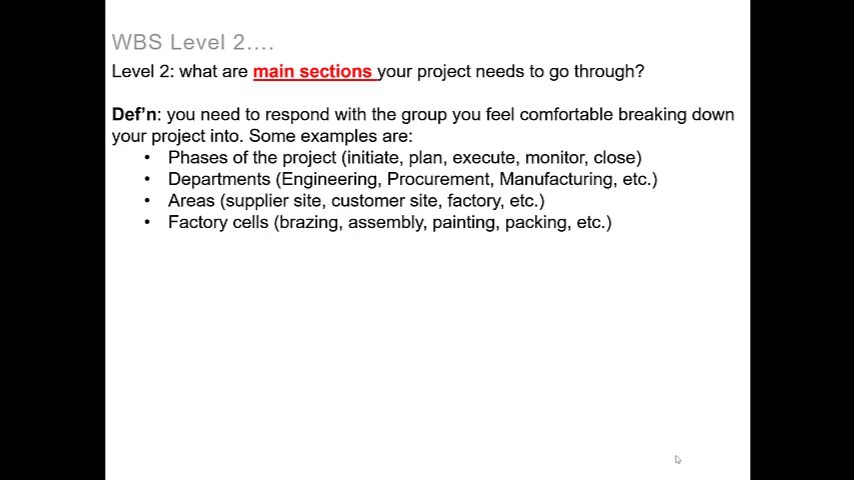 WBS Level 2....
Level 2: what are main sections your project needs to go through?
Def'n: you need to respond with the group you feel comfortable breaking down
your project into. Some examples are:
• Phases of the project (initiate, plan, execute, monitor, close)
• Departments (Engineering, Procurement, Manufacturing, etc.)
• Areas (supplier site, customer site, factory, etc.)
• Factory cells (brazing, assembly, painting, packing, etc.)